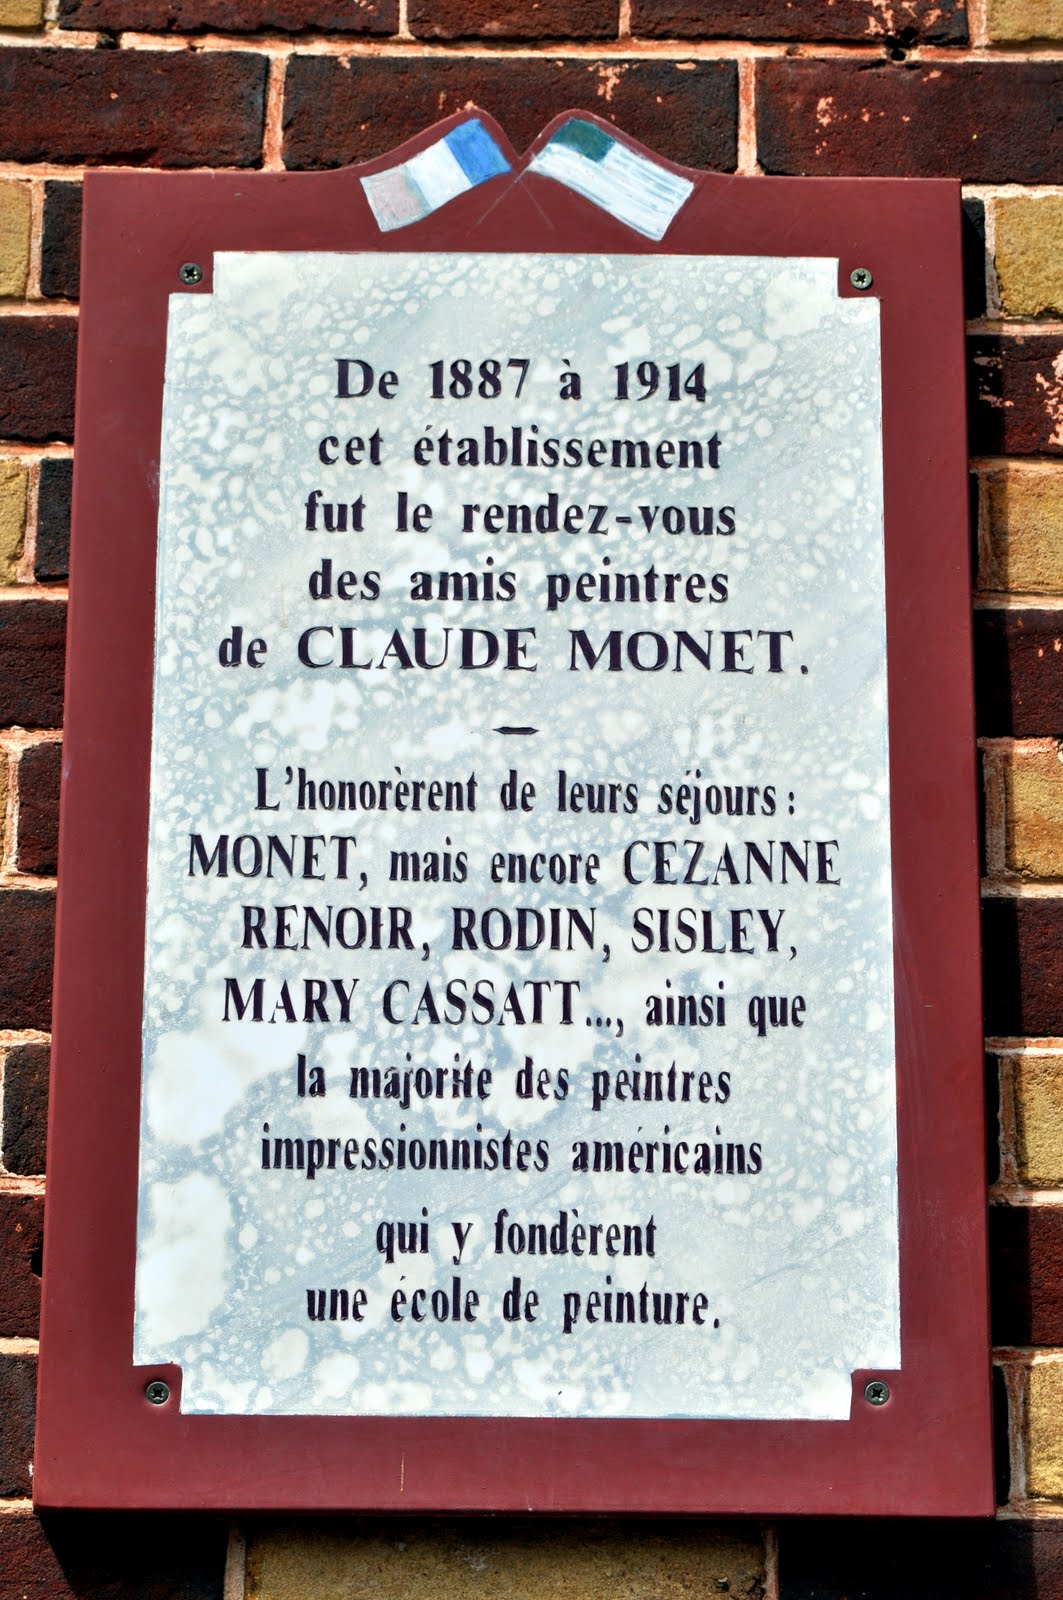 De 1887 à 1914
cet établissement
fut le rendez-vous
des amis peintres
de CLAUDE MONET.
—
L'honorèrent de leurs séjours :
MONET, mais encore CEZANNE
RENOIR, RODIN, SISLEY,
MARY CASSATT..., ainsi que
la majorité des peintres
impressionnistes américains
qui y fondèrent
une école de peinture.